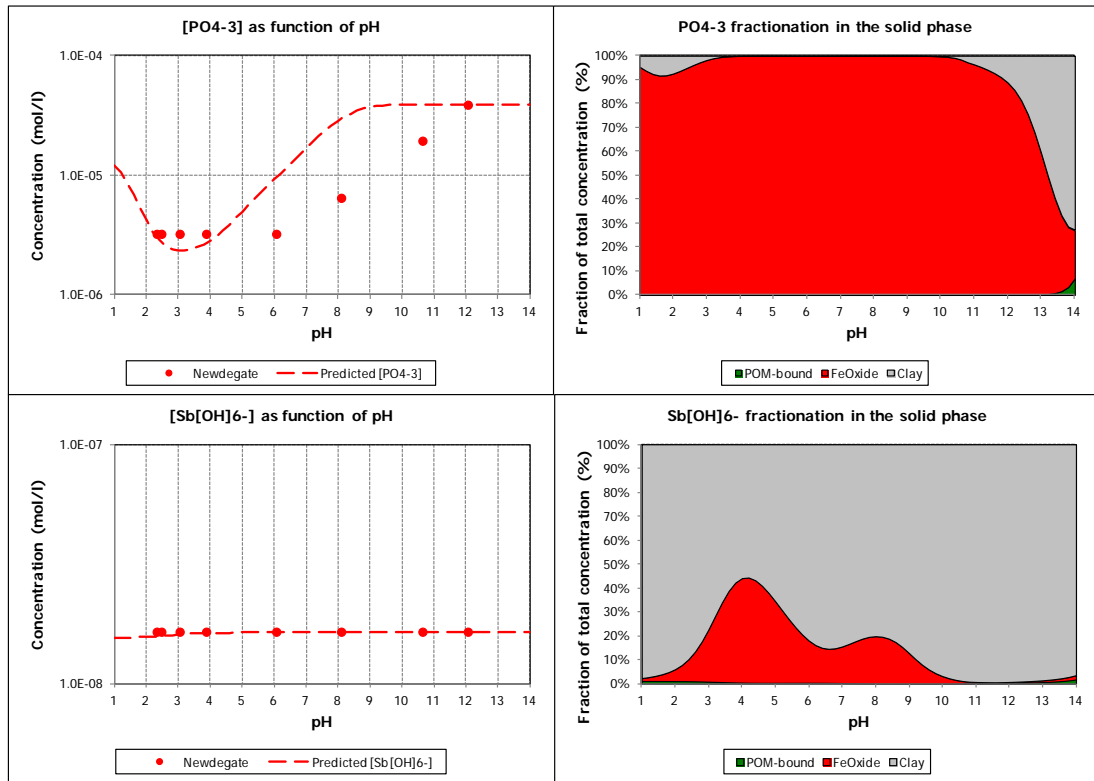 [PO4-3] as function of pH
1.0E-04
1.0E-05
1.0E-06
Concentration (mol/l)
1 2 3 4 5 6 7 8 9 10 11 12 13 14
pH
Newdegate Predicted [PO4-3]
PO4-3 fractionation in the solid phase
100%
90%
80%
70%
60%
50%
40%
30%
20%
10%
0%
Fraction of total concentration (%)
1 2 3 4 5 6 7 8 9 10 11 12 13 14
pH
POM-bound FeOxide Clay
[Sb[OH]6-] as function of pH
1.0E-07
1.0E-08
Concentration (mol/l)
1 2 3 4 5 6 7 8 9 10 11 12 13 14
pH
Newdegate Predicted [Sb[OH]6-]
Sb[OH]6- fractionation in the solid phase
100%
90%
80%
70%
60%
50%
40%
30%
20%
10%
0%
Fraction of total concentration (%)
1 2 3 4 5 6 7 8 9 10 11 12 13 14
pH
POM-bound FeOxide Clay